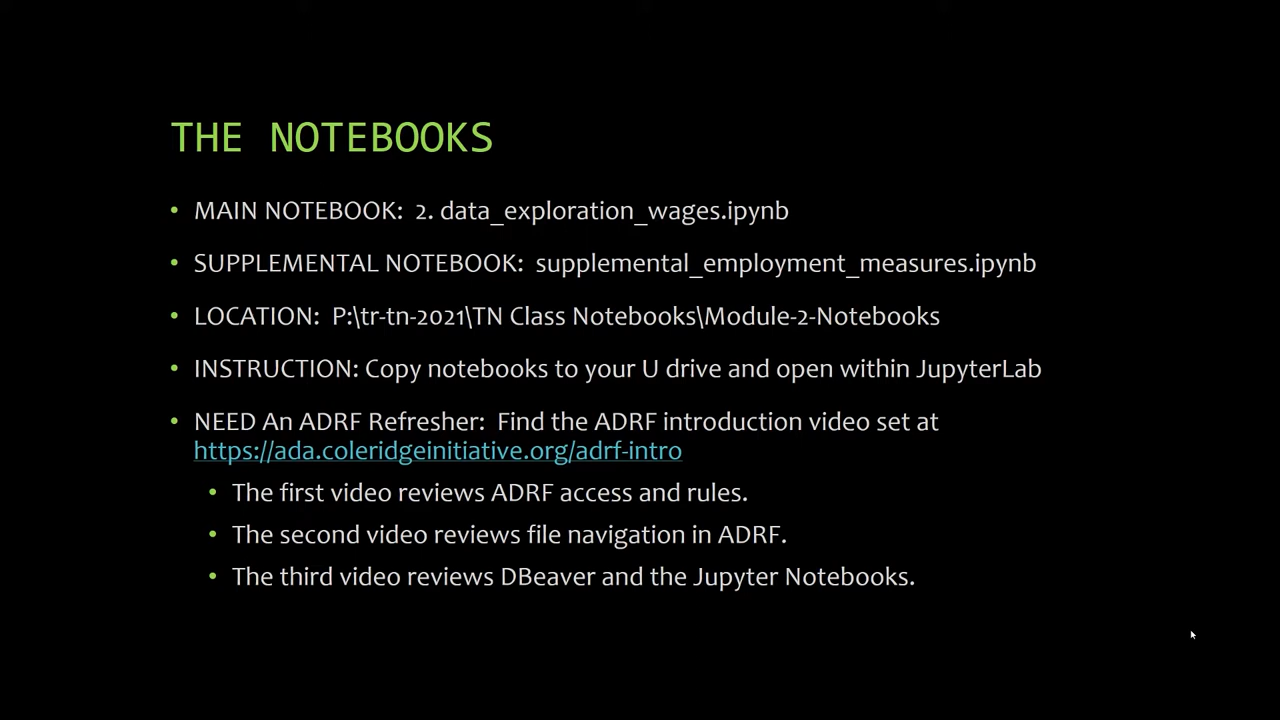 THE NOTEBOOKS
• MAIN NOTEBOOK: 2. data_exploration_wages.ipynb
• SUPPLEMENTAL NOTEBOOK: supplemental_employment_measures.ipynb
• LOCATION: P:\tr-tn-2021\TN Class Notebooks\Module-2-Notebooks
• INSTRUCTION: Copy notebooks to your U drive and open within JupyterLab
• NEED An ADRF Refresher: Find the ADRF introduction video set at
https://ada.coleridgeinitiative.org/adrf-intro
• The first video reviews ADRF access and rules.
• The second video reviews file navigation in ADRF.
• The third video reviews DBeaver and the Jupyter Notebooks.